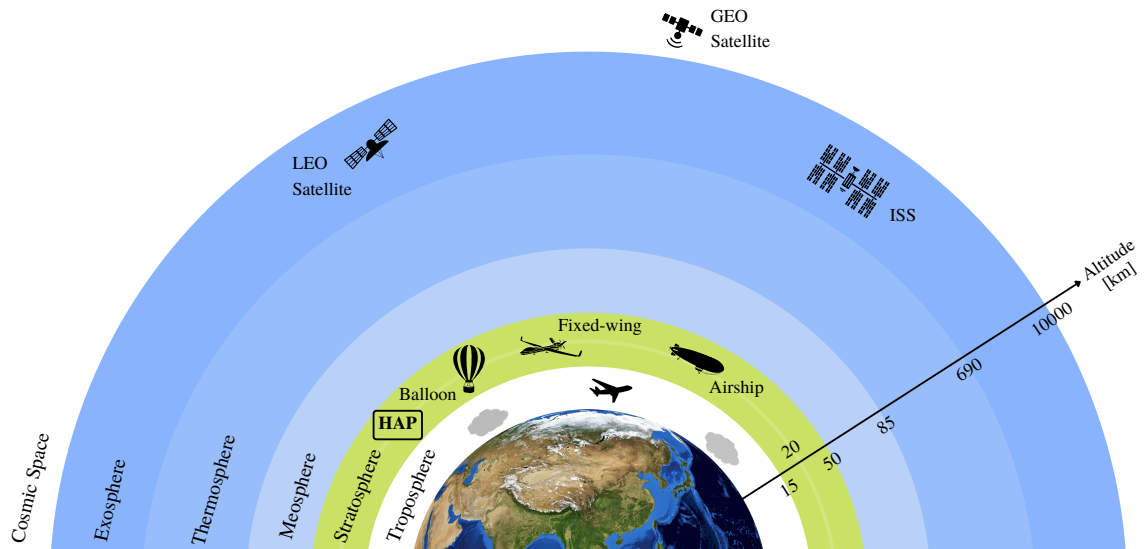 GEO
Satellite
LEO
Satellite
ISS
Altitude
[km]
10000
690
85
50
20
15
Fixed-wing
Airship
Balloon
HAP
Cosmic Space
Exosphere
Thermosphere
Meosphere
Stratosphere
Troposphere